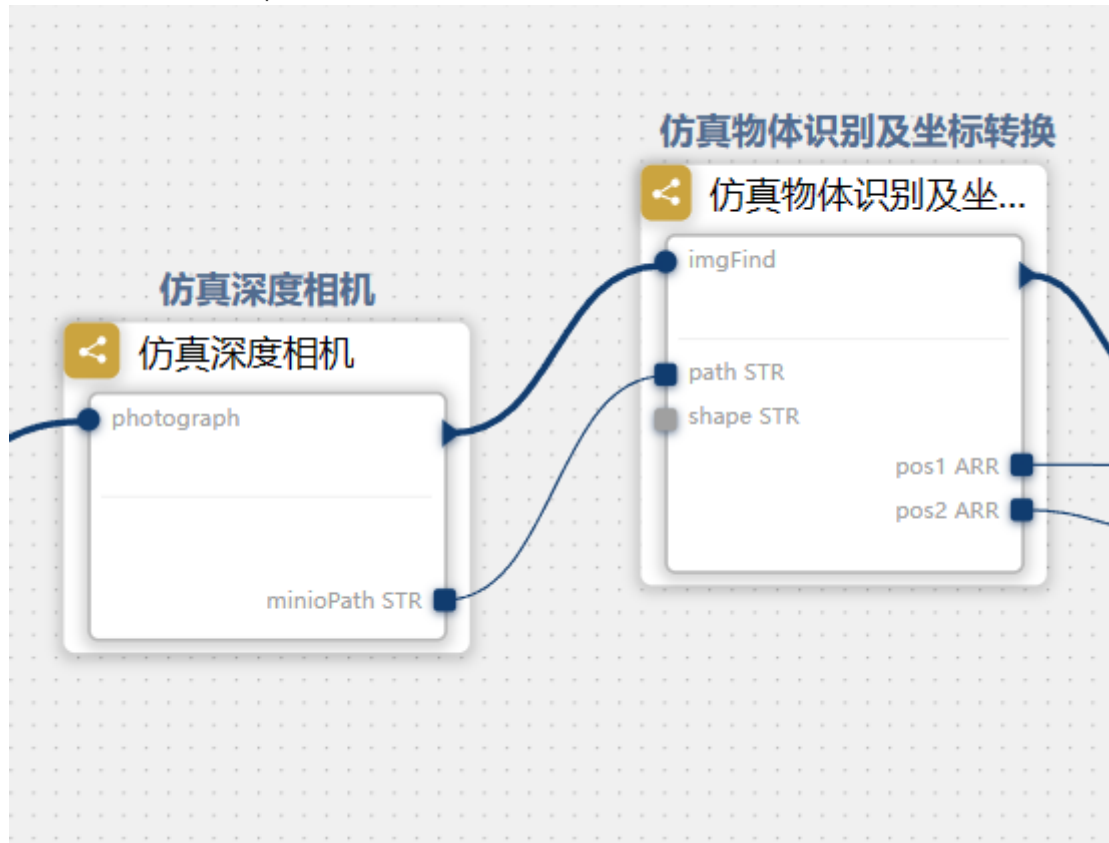 仿真深度相机
仿真深度相机
photograph
minioPath STR
仿真物体识别及坐标转换
仿真物体识别及坐...
imgFind
path STR
shape STR
pos1 ARR
pos2 ARR